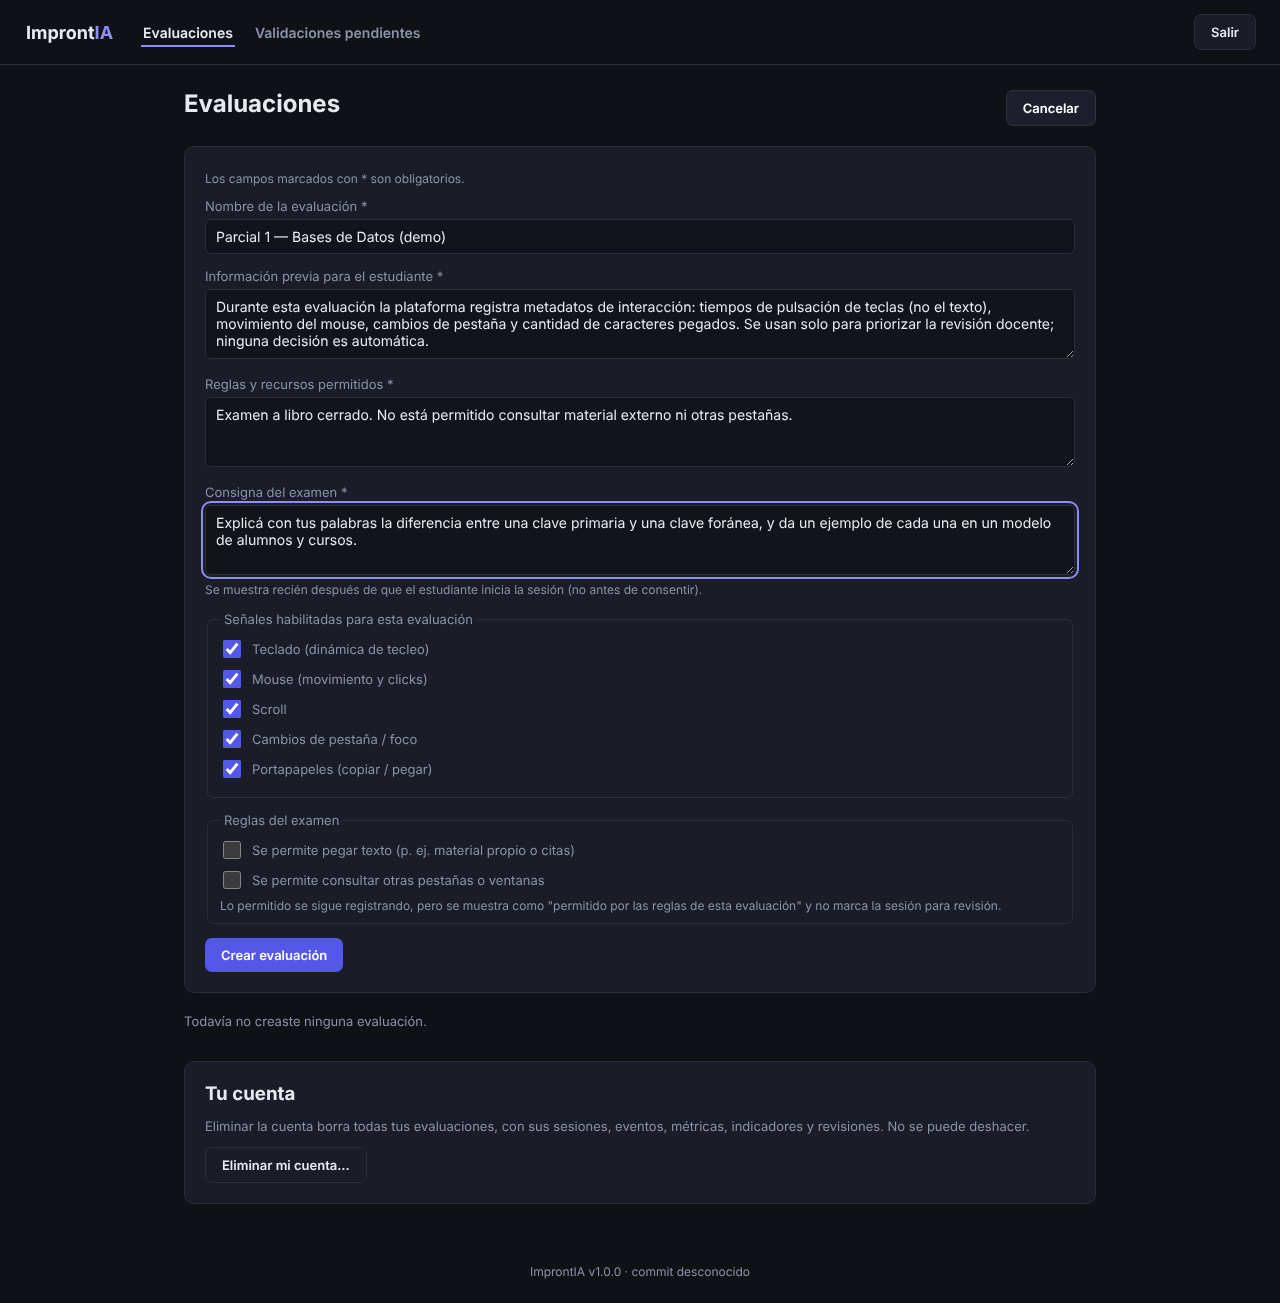 ImprontIA
Evaluaciones
Validaciones pendientes
Salir
Evaluaciones
Cancelar
Los campos marcados con * son obligatorios.
Nombre de la evaluación *
Parcial 1 — Bases de Datos (demo)
Información previa para el estudiante *
Durante esta evaluación la plataforma registra metadatos de interacción: tiempos de pulsación de teclas (no el texto),
movimiento del mouse, cambios de pestaña y cantidad de caracteres pegados. Se usan solo para priorizar la revisión docente;
ninguna decisión es automática.
Reglas y recursos permitidos *
Examen a libro cerrado. No está permitido consultar material externo ni otras pestañas.
Consigna del examen *
Explicá con tus palabras la diferencia entre una clave primaria y una clave foránea, y da un ejemplo de cada una en un modelo
de alumnos y cursos.
Se muestra recién después de que el estudiante inicia la sesión (no antes de consentir).
Señales habilitadas para esta evaluación
Teclado (dinámica de tecleo)
Mouse (movimiento y clicks)
Scroll
Cambios de pestaña / foco
Portapapeles (copiar / pegar)
Reglas del examen
Se permite pegar texto (p. ej. material propio o citas)
Se permite consultar otras pestañas o ventanas
Lo permitido se sigue registrando, pero se muestra como "permitido por las reglas de esta evaluación" y no marca la sesión para revisión.
Crear evaluación
Todavía no creaste ninguna evaluación.
Tu cuenta
Eliminar la cuenta borra todas tus evaluaciones, con sus sesiones, eventos, métricas, indicadores y revisiones. No se puede deshacer.
Eliminar mi cuenta...
ImprontIA v1.0.0 · commit desconocido